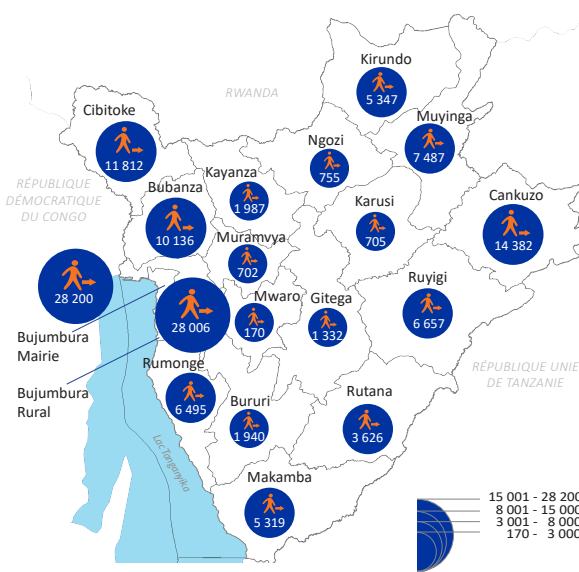 Kirundo
5 347
RWANDA
Cibitoke
11 812
Muyinga
7 487
Ngozi
755
Kayanza
1 987
RÉPUBLIQUE
DÉMOCRATIQUE
DU CONGO
Bubanza
10 136
Karusi
705
Cankuzo
14 382
Muramvya
702
28 200
Ruyigi
6 657
Mwaro
170
Gitega
1 332
28 006
Bujumbura
Mairie
Bujumbura
Rural
Rumonge
6 495
RÉPUBLIQUE UNIE
DE TANZANIE
Bururi
1 940
Rutana
3 626
Lac Tanganyika
Makamba
5 319
15 001 - 28 200
8 001 - 15 000
3 001 - 8 000
170 - 3 000